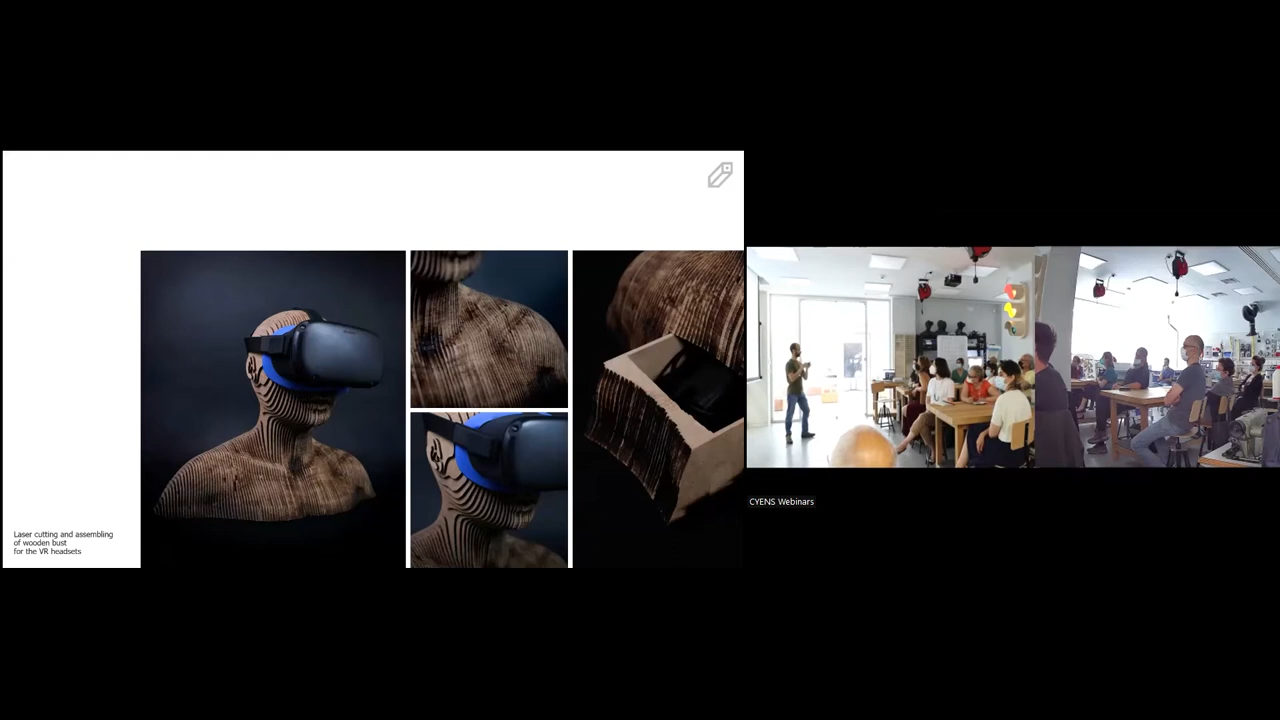 Laser cutting and assembling
of wooden bust
for the VR headsets
CYENS Webinars